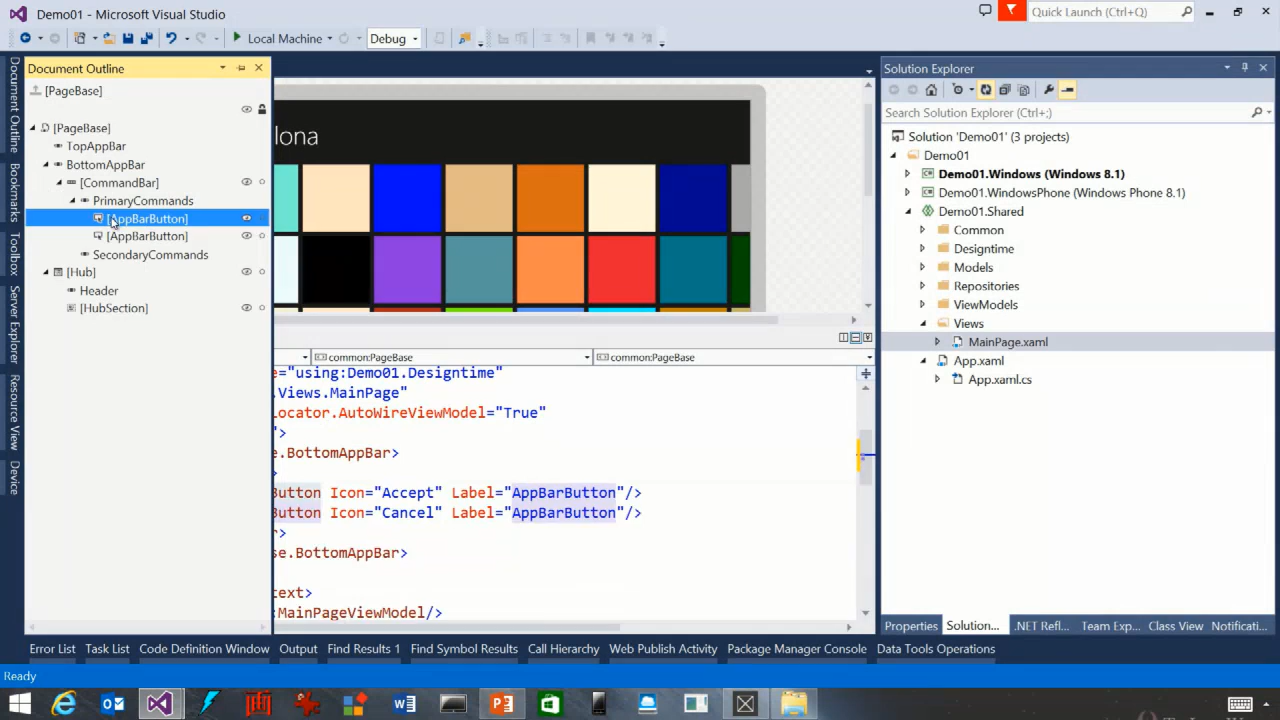 Demo01 - Microsoft Visual Studio
Quick Launch (Ctrl+Q)
Local Machine
Debug
Document Outline
Bookmarks
Toolbox
Server Explorer
Resource View
Device
Document Outline
[PageBase]
[PageBase]
TopAppBar
BottomAppBar
[CommandBar]
PrimaryCommands
[AppBarButton]
[AppBarButton]
SecondaryCommands
[Hub]
Header
[HubSection]
lona
common:PageBase
common:PageBase
="using:Demo01.Designtime"
.Views.MainPage"
Locator.AutoWireViewModel="True"
">
e.BottomAppBar>
>
Button Icon="Accept" Label="AppBarButton"/>
Button Icon="Cancel" Label="AppBarButton"/>
r>
se.BottomAppBar>
text>
:MainPageViewModel/>
Solution Explorer
Search Solution Explorer (Ctrl+;)
Solution 'Demo01' (3 projects)
Demo01
Demo01.Windows (Windows 8.1)
Demo01.WindowsPhone (Windows Phone 8.1)
Demo01.Shared
Common
Designtime
Models
Repositories
ViewModels
Views
MainPage.xaml
App.xaml
App.xaml.cs
Properties
Solution...
.NET Refl...
Team Exp...
Class View
Notificati...
Error List
Task List
Code Definition Window
Output
Find Results 1
Find Symbol Results
Call Hierarchy
Web Publish Activity
Package Manager Console
Data Tools Operations
Ready